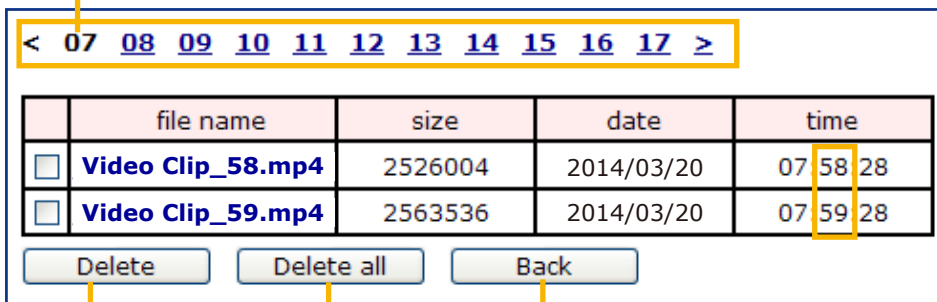 < 07 08 09 10 11 12 13 14 15 16 17 >
file name size date time
Video Clip_58.mp4 2526004 2014/03/20 07:58:28
Video Clip_59.mp4 2563536 2014/03/20 07:59:28
Delete Delete all Back